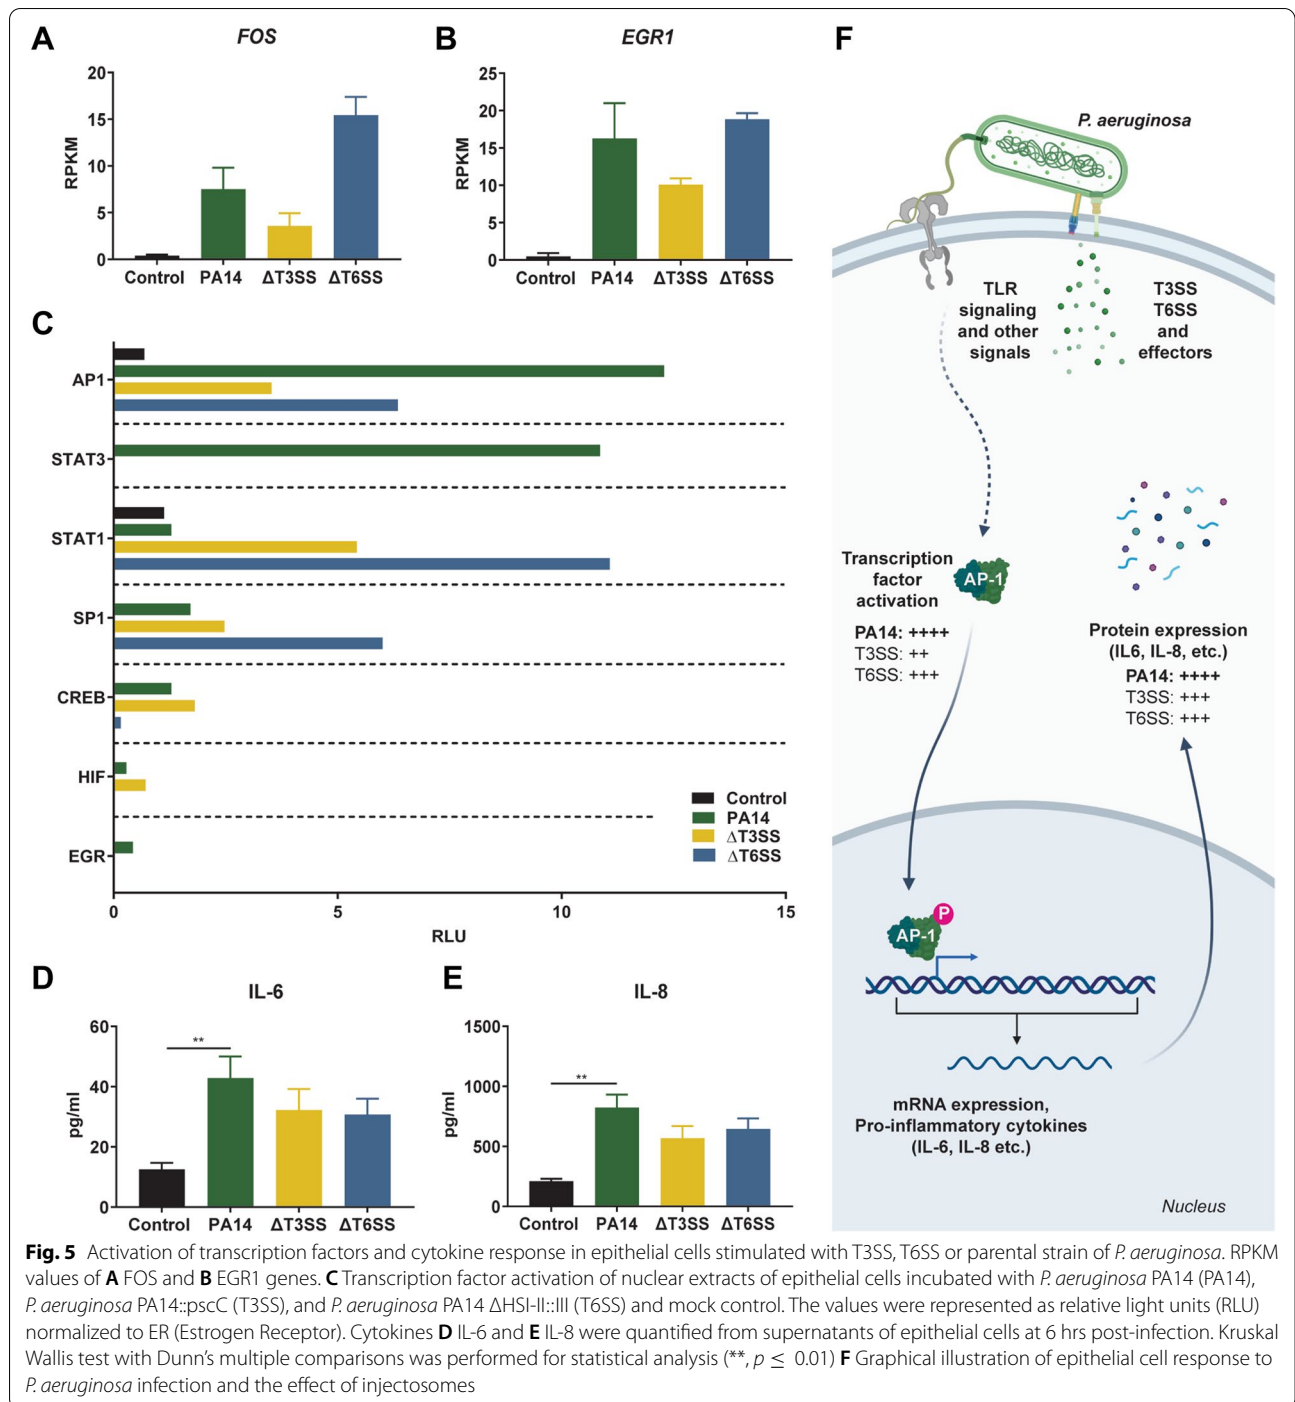 A
FOS
RPKM
20
15
10
5
0
Control PA14 ΔT3SS ΔT6SS
B
EGR1
RPKM
25
20
15
10
5
0
Control PA14 ΔT3SS ΔT6SS
C
AP1
STAT3
STAT1
SP1
CREB
HIF
EGR
Control
PA14
ΔT3SS
ΔT6SS
0 5 10 15
RLU
D
IL-6
**
pg/ml
60
40
20
0
Control PA14 ΔT3SS ΔT6SS
E
IL-8
**
pg/ml
1500
1000
500
0
Control PA14 ΔT3SS ΔT6SS
F
P. aeruginosa
TLR
signaling
and other
signals
T3SS
T6SS
and
effectors
Transcription
factor
activation
AP-1
PA14: ++++
T3SS: ++
T6SS: +++
Protein expression
(IL6, IL-8, etc.)
PA14: ++++
T3SS: +++
T6SS: +++
P
AP-1
mRNA expression,
Pro-inflammatory cytokines
(IL-6, IL-8 etc.)
Nucleus
Fig. 5 Activation of transcription factors and cytokine response in epithelial cells stimulated with T3SS, T6SS or parental strain of P. aeruginosa. RPKM
values of A FOS and B EGR1 genes. C Transcription factor activation of nuclear extracts of epithelial cells incubated with P. aeruginosa PA14 (PA14),
P. aeruginosa PA14::pscC (T3SS), and P. aeruginosa PA14 ΔHSI-II::III (T6SS) and mock control. The values were represented as relative light units (RLU)
normalized to ER (Estrogen Receptor). Cytokines D IL-6 and E IL-8 were quantified from supernatants of epithelial cells at 6 hrs post-infection. Kruskal
Wallis test with Dunn's multiple comparisons was performed for statistical analysis (**, p ≤ 0.01) F Graphical illustration of epithelial cell response to
P. aeruginosa infection and the effect of injectosomes